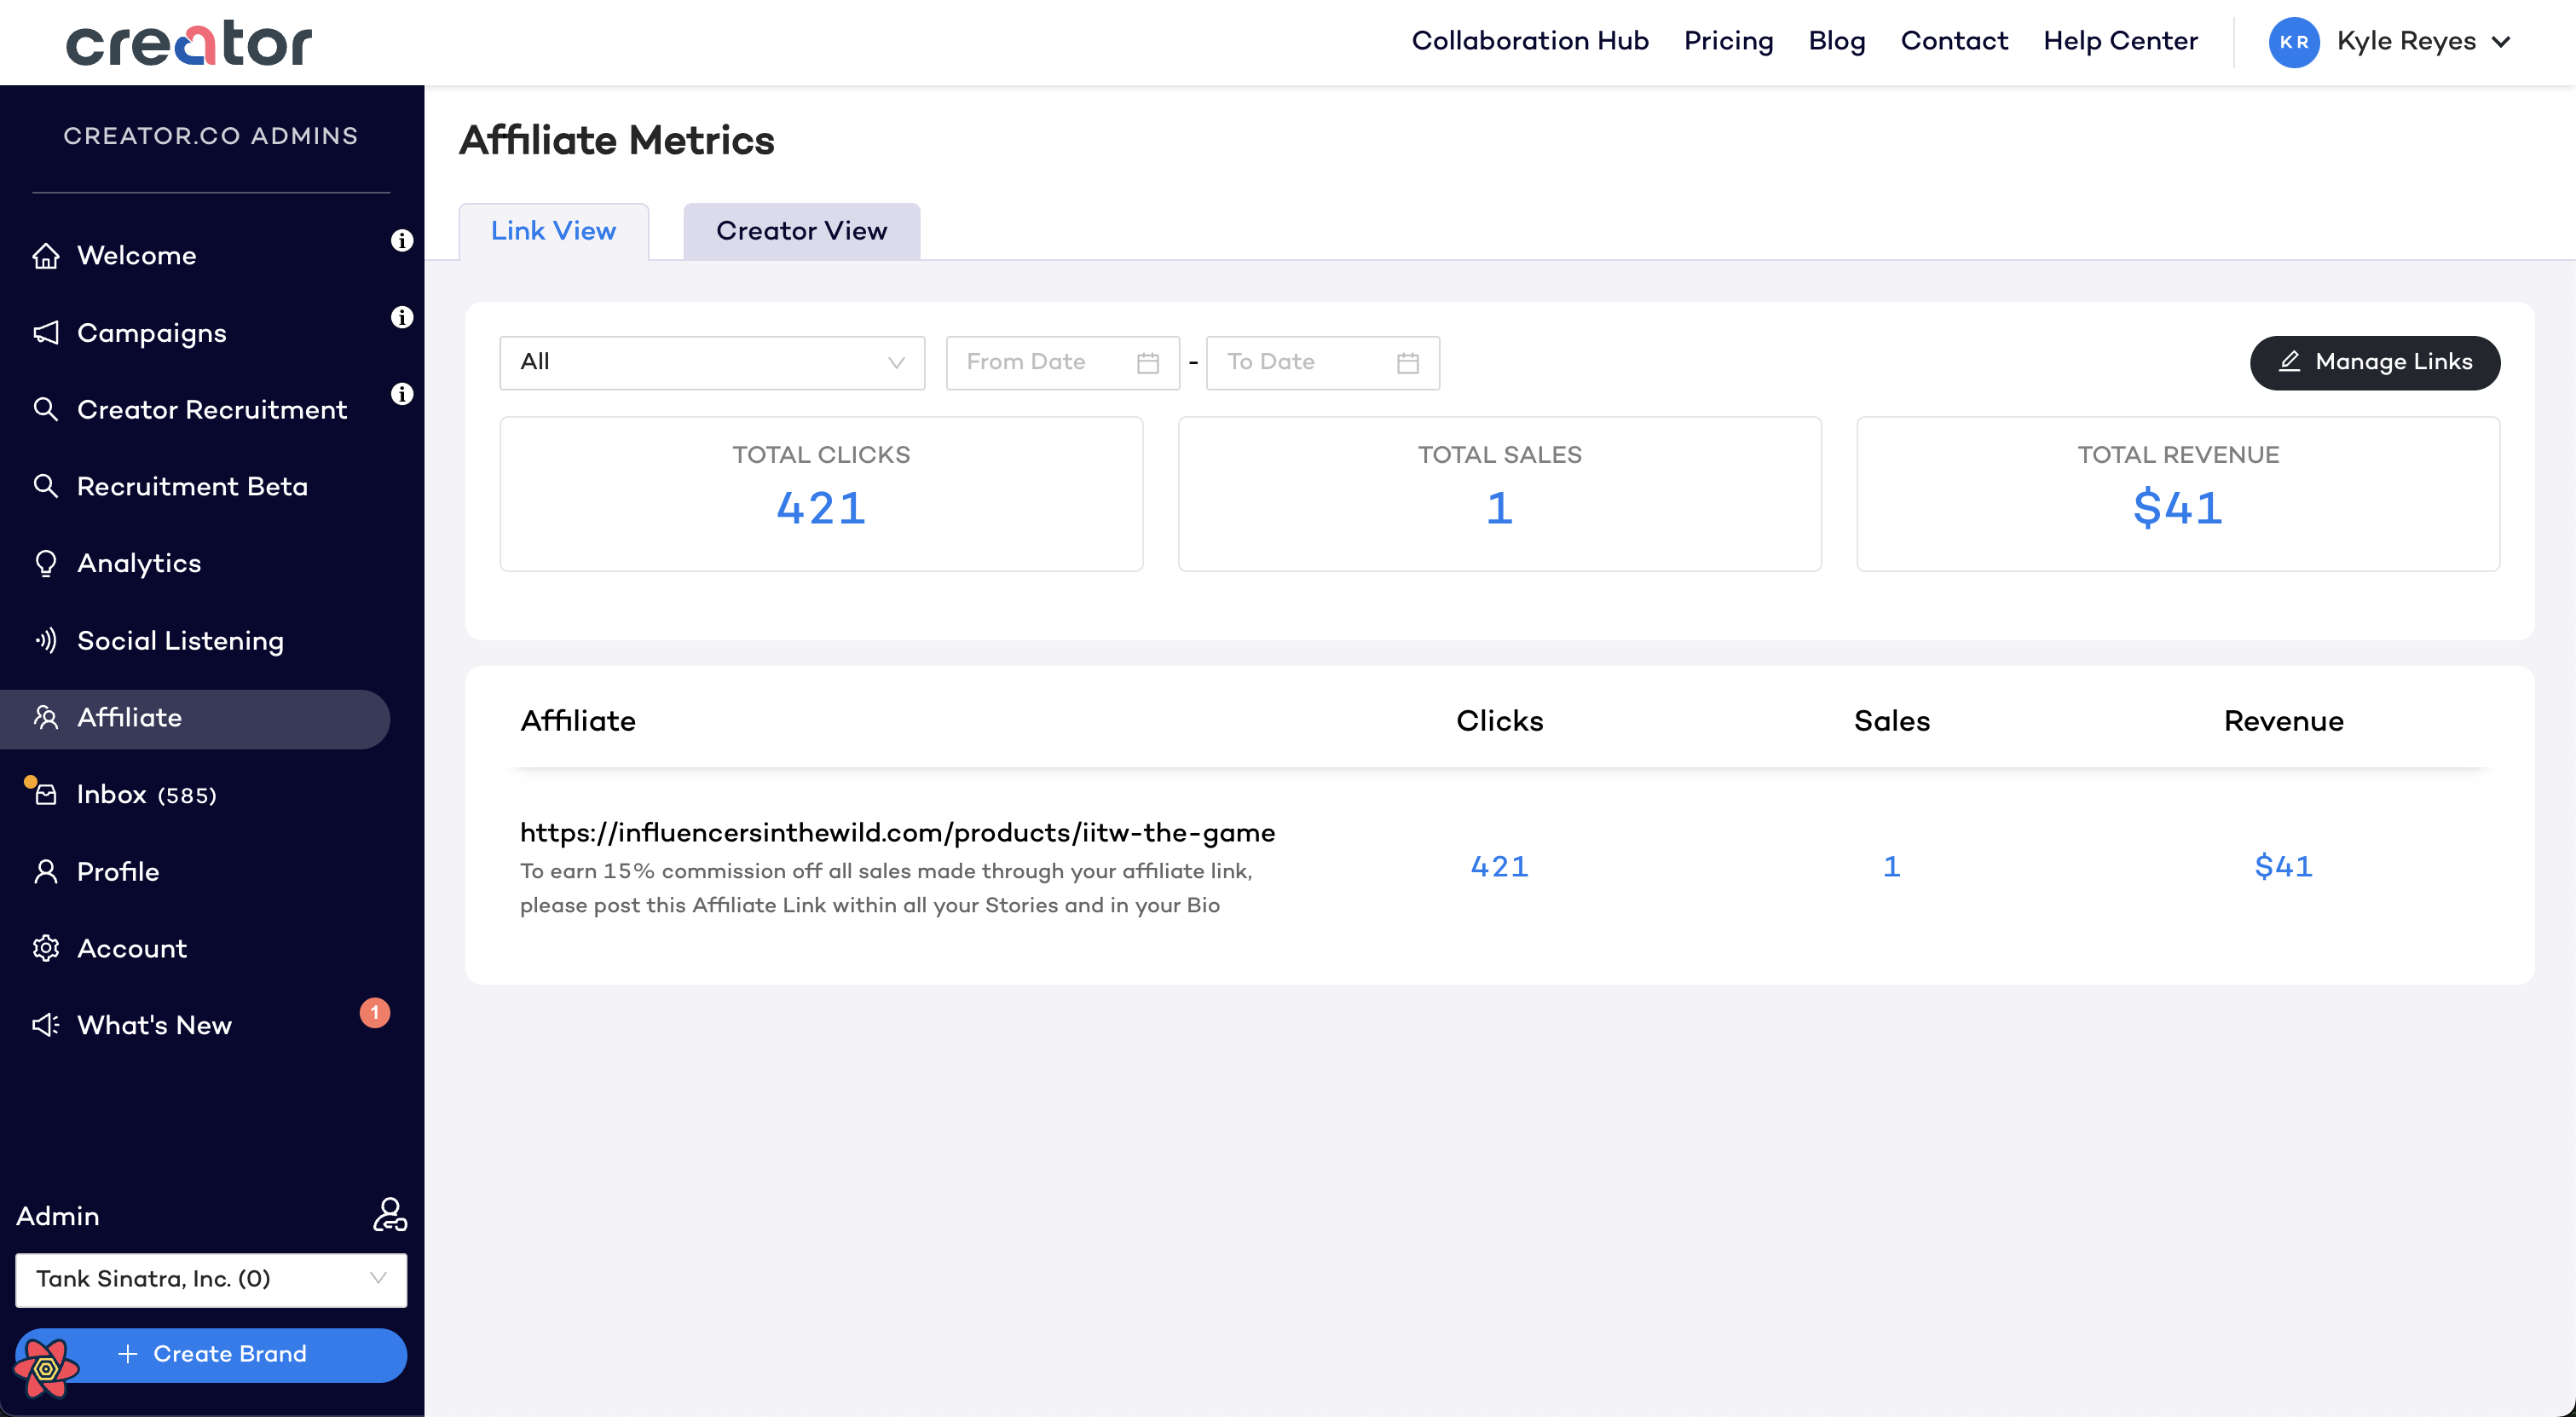 creator
Collaboration Hub
Pricing
Blog
Contact
Help Center
KR
Kyle Reyes
CREATOR.CO ADMINS
Welcome
Campaigns
Creator Recruitment
Recruitment Beta
Analytics
Social Listening
Affiliate
Inbox (585)
Profile
Account
What's New
1
Admin
Tank Sinatra, Inc. (0)
+ Create Brand
Affiliate Metrics
Link View
Creator View
All
From Date
-
To Date
Manage Links
TOTAL CLICKS
421
TOTAL SALES
1
TOTAL REVENUE
$41
Affiliate
Clicks
Sales
Revenue
https://influencersinthewild.com/products/iitw-the-game
To earn 15% commission off all sales made through your affiliate link,
please post this Affiliate Link within all your Stories and in your Bio
421
1
$41